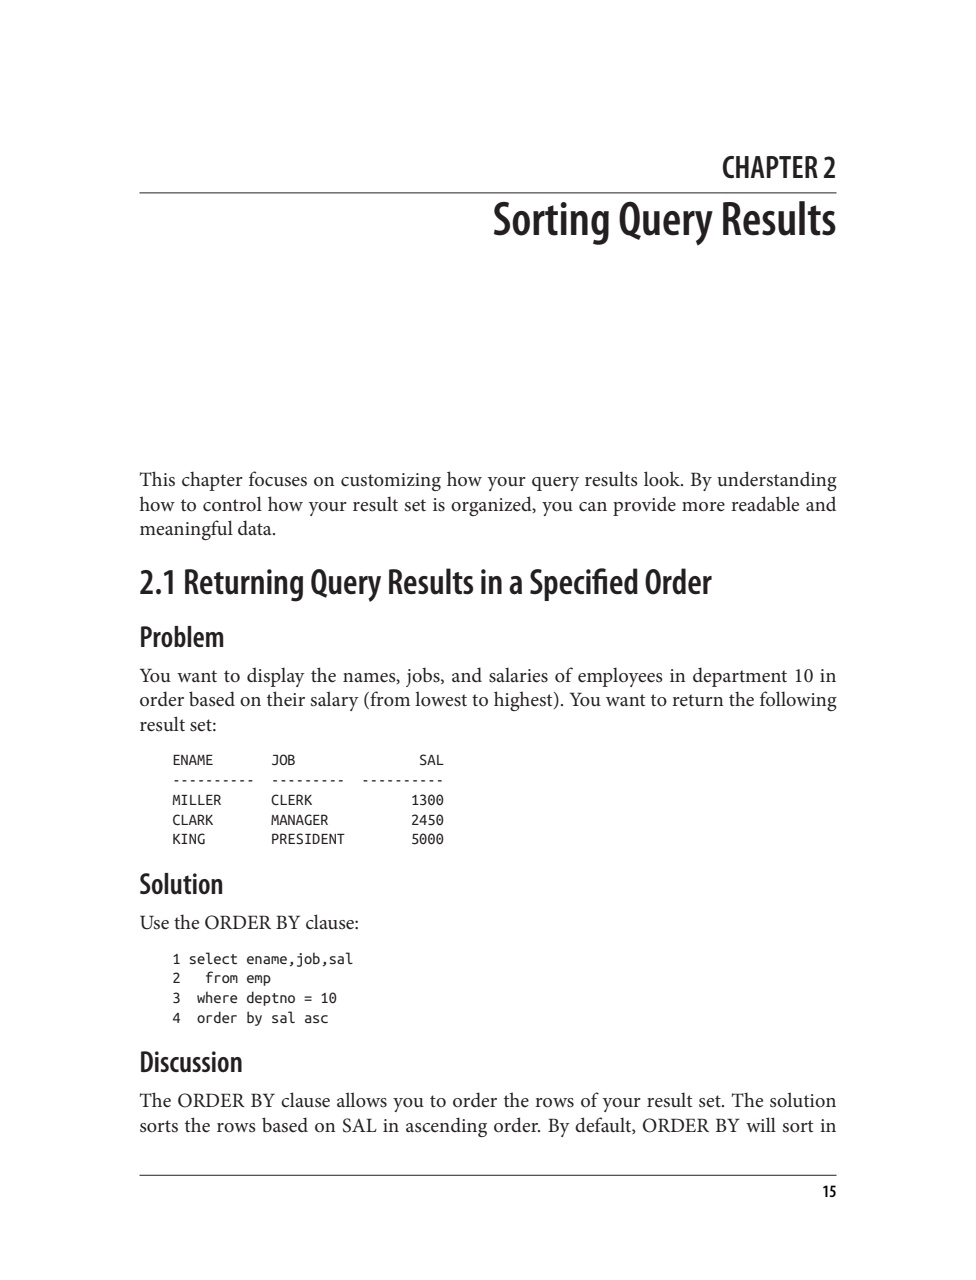 CHAPTER 2
Sorting Query Results
This chapter focuses on customizing how your query results look. By understanding
how to control how your result set is organized, you can provide more readable and
meaningful data.
2.1 Returning Query Results in a Specified Order
Problem
You want to display the names, jobs, and salaries of employees in department 10 in
order based on their salary (from lowest to highest). You want to return the following
result set:
ENAME       JOB               SAL
---------- --------- ----------
MILLER      CLERK            1300
CLARK       MANAGER          2450
KING        PRESIDENT        5000
Solution
Use the ORDER BY clause:
1 select ename,job,sal
2   from emp
3  where deptno = 10
4  order by sal asc
Discussion
The ORDER BY clause allows you to order the rows of your result set. The solution
sorts the rows based on SAL in ascending order. By default, ORDER BY will sort in
15